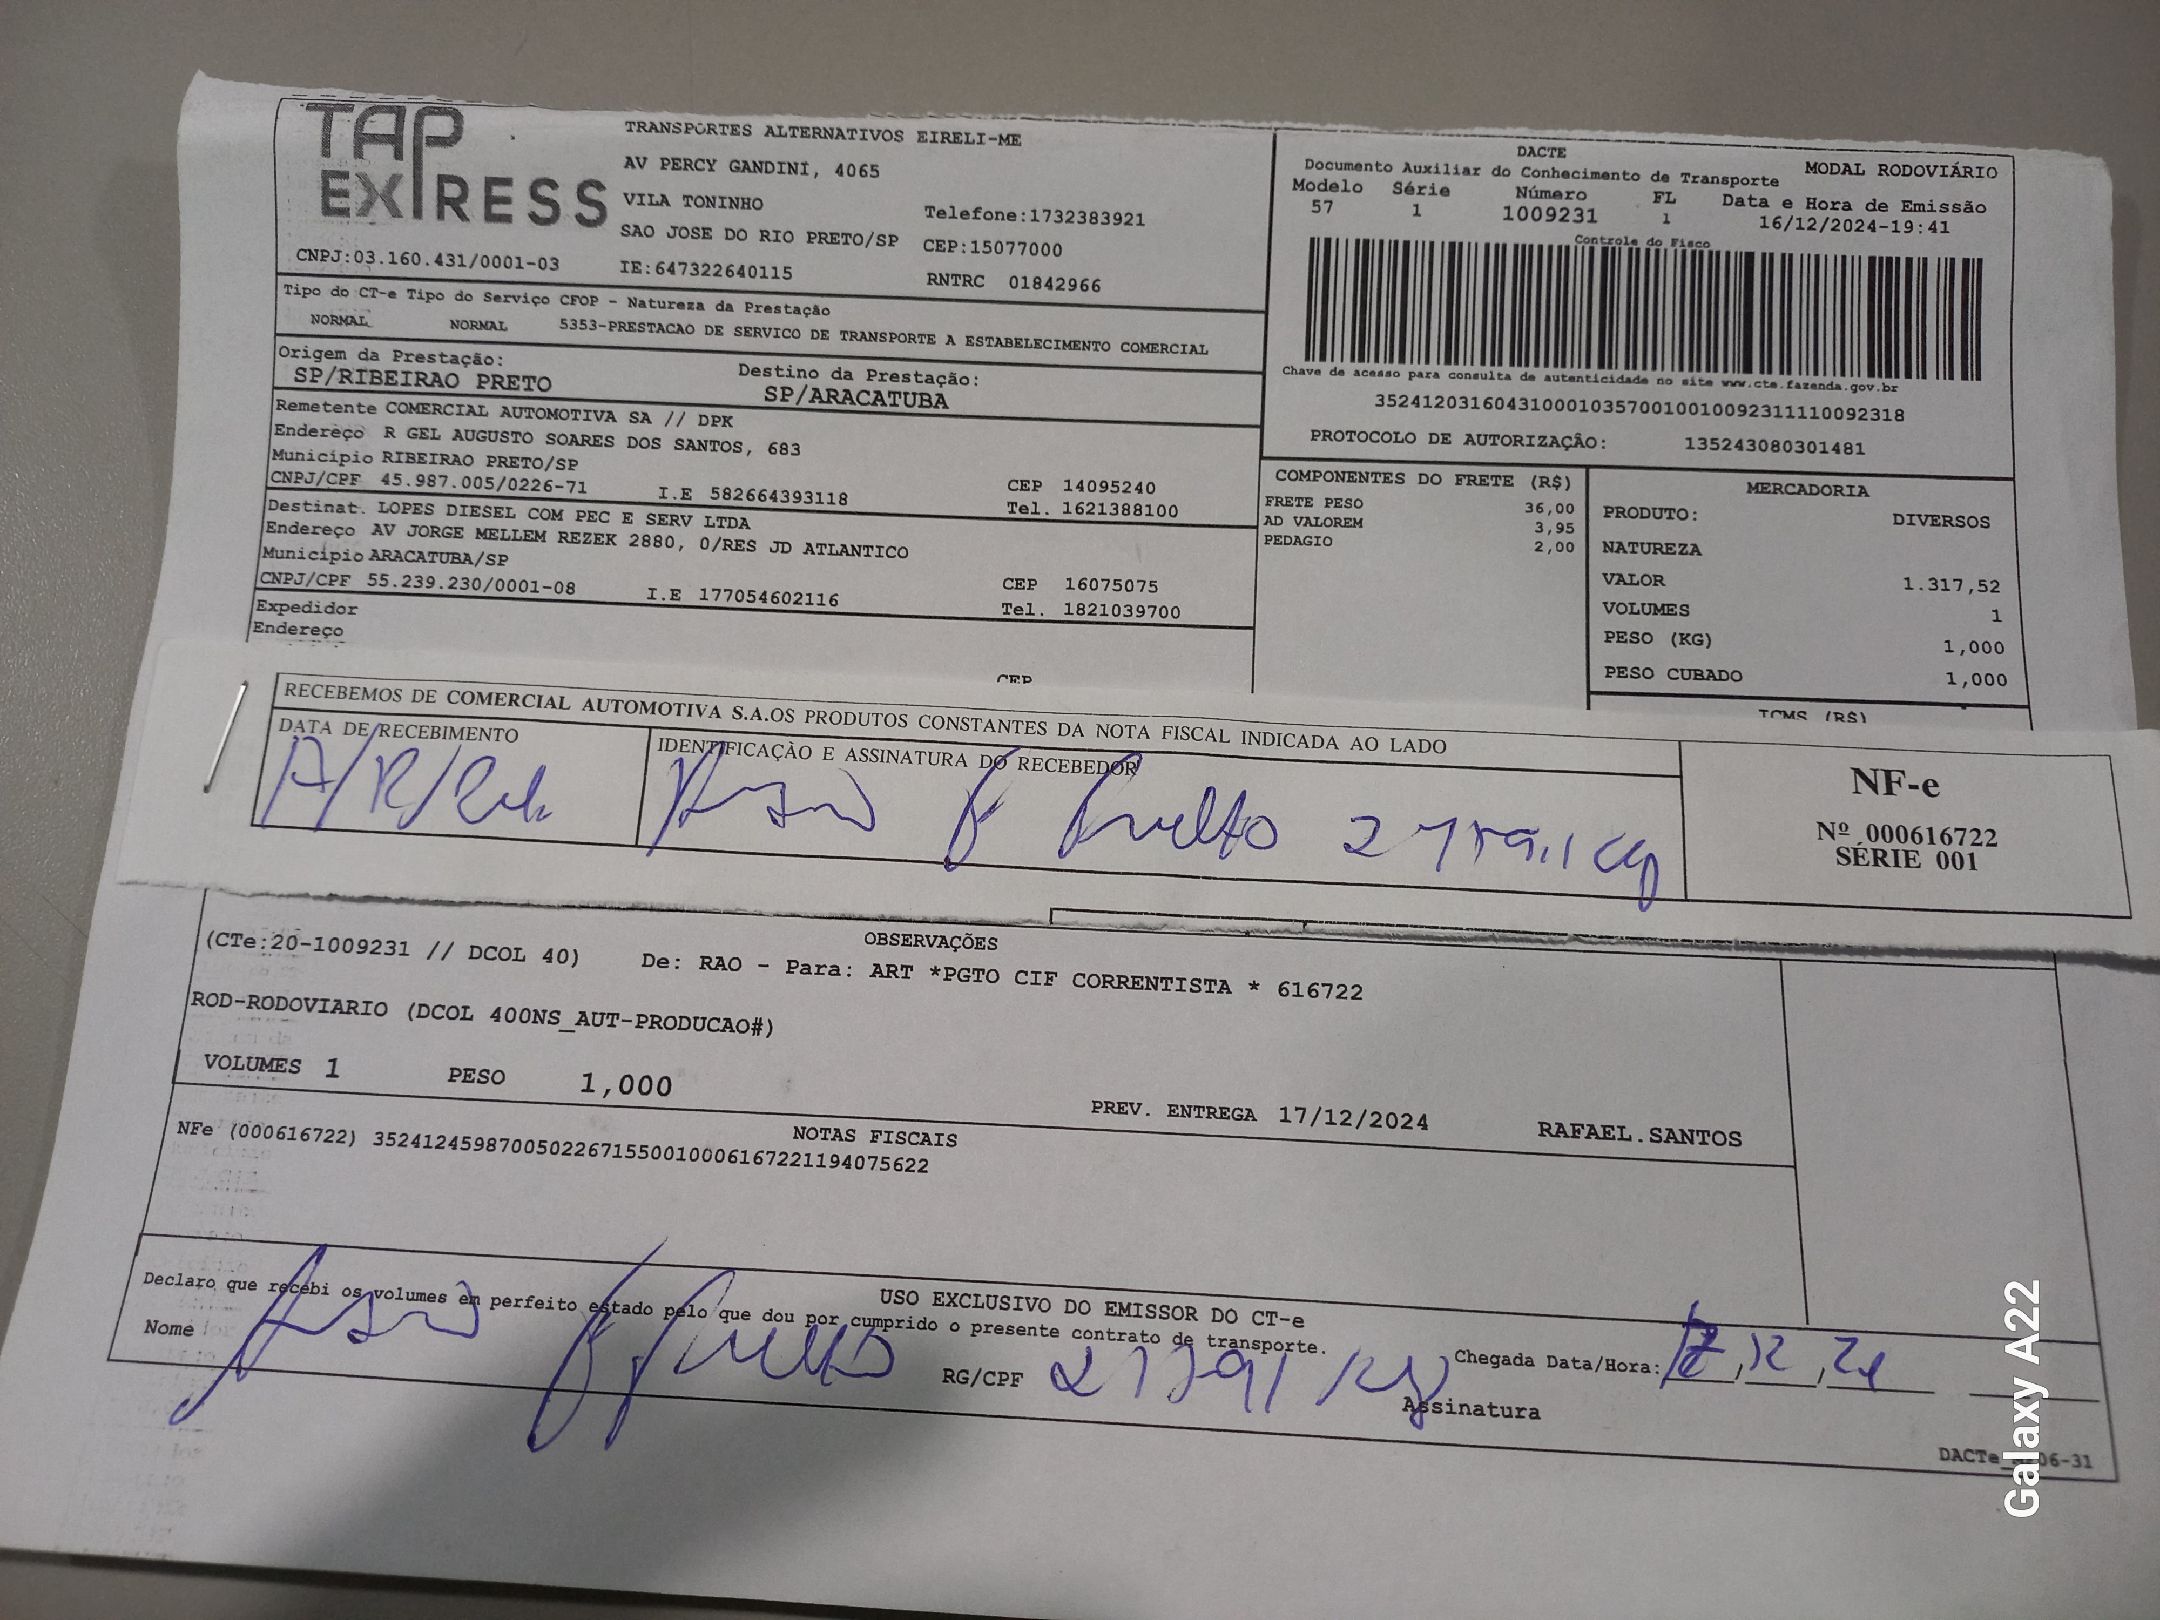 TAP
EXPRESS
TRANSPORTES ALTERNATIVOS EIRELI-ME
AV PERCY GANDINI, 4065
VILA TONINHO
Telefone:1732383921
SAO JOSE DO RIO PRETO/SP CEP:15077000
CNPJ:03.160.431/0001-03 IE:647322640115 RNTRC 01842966
DACTE MODAL RODOVIÁRIO
Documento Auxiliar do Conhecimento de Transporte
Modelo Série Número FL Data e Hora de Emissão
57 1 1009231 1 16/12/2024-19:41
Controle do Fisco
Chave de acesso para consulta de autenticidade no site www.cte.fazenda.gov.br
35241203160431000103570010010092311110092318
PROTOCOLO DE AUTORIZAÇÃO: 135243080301481
Tipo do CT-e Tipo do Serviço CFOP - Natureza da Prestação
NORMAL NORMAL 5353-PRESTACAO DE SERVICO DE TRANSPORTE A ESTABELECIMENTO COMERCIAL
Origem da Prestação: Destino da Prestação:
SP/RIBEIRAO PRETO SP/ARACATUBA
Remetente COMERCIAL AUTOMOTIVA SA // DPK
Endereço R GEL AUGUSTO SOARES DOS SANTOS, 683
Município RIBEIRAO PRETO/SP CEP 14095240
CNPJ/CPF 45.987.005/0226-71 I.E 582664393118 Tel. 1621388100
Destinat. LOPES DIESEL COM PEC E SERV LTDA
Endereço AV JORGE MELLEM REZEK 2880, 0/RES JD ATLANTICO
Município ARACATUBA/SP CEP 16075075
CNPJ/CPF 55.239.230/0001-08 I.E 177054602116 Tel. 1821039700
Expedidor
Endereço
CEP
COMPONENTES DO FRETE (R$)
FRETE PESO 36,00
AD VALOREM 3,95
PEDAGIO 2,00
MERCADORIA
PRODUTO: DIVERSOS
NATUREZA
VALOR 1.317,52
VOLUMES 1
PESO (KG) 1,000
PESO CUBADO 1,000
ICMS (R$)
RECEBEMOS DE COMERCIAL AUTOMOTIVA S.A.OS PRODUTOS CONSTANTES DA NOTA FISCAL INDICADA AO LADO
DATA DE RECEBIMENTO IDENTIFICAÇÃO E ASSINATURA DO RECEBEDOR
NF-e
Nº 000616722
SÉRIE 001
OBSERVAÇÕES
(CTe:20-1009231 // DCOL 40) De: RAO - Para: ART *PGTO CIF CORRENTISTA * 616722
ROD-RODOVIARIO (DCOL 400NS_AUT-PRODUCAO#)
VOLUMES 1 PESO 1,000 PREV. ENTREGA 17/12/2024 RAFAEL.SANTOS
NOTAS FISCAIS
NFe (000616722) 35241245987005022671550010006167221194075622
USO EXCLUSIVO DO EMISSOR DO CT-e
Declaro que recebi os volumes em perfeito estado pelo que dou por cumprido o presente contrato de transporte.
Nome RG/CPF Assinatura Chegada Data/Hora: 12
Galaxy A22